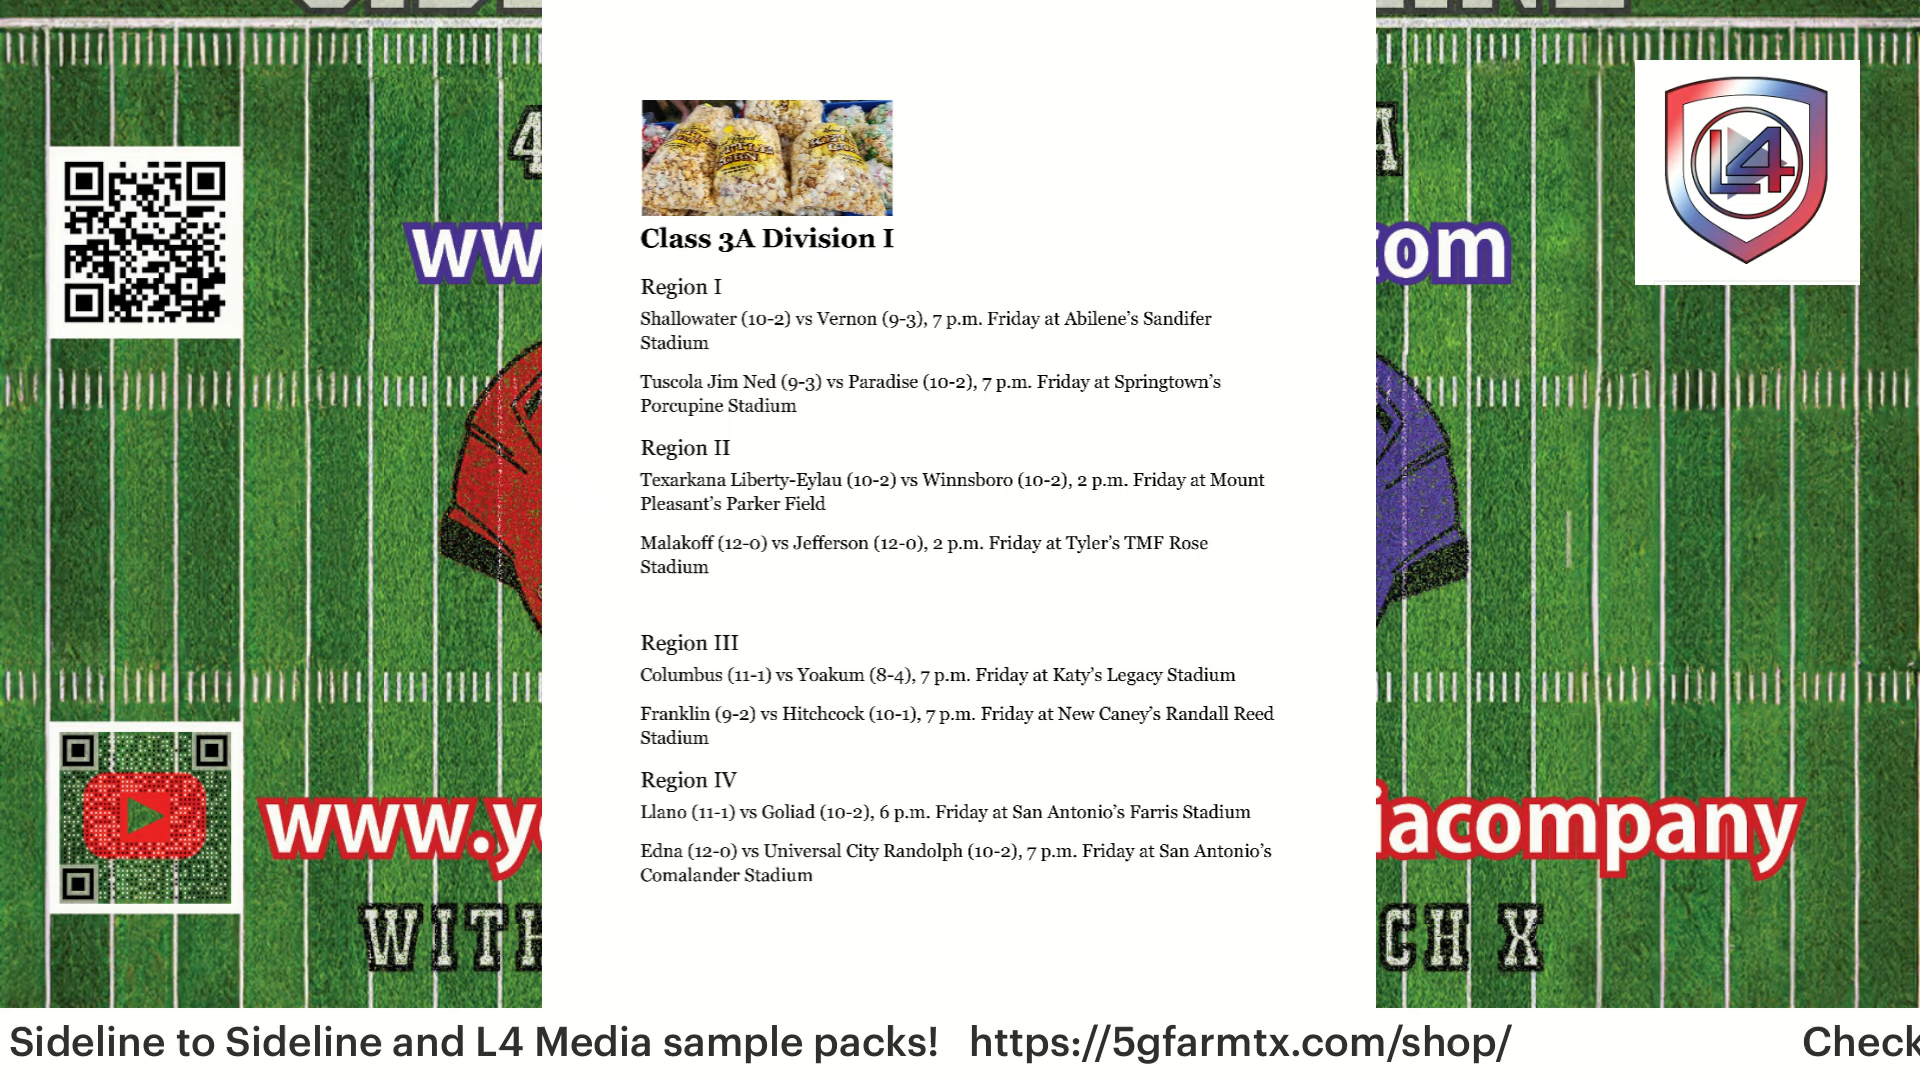 4
A
L4
ww
om
Class 3A Division I
Region I
Shallowater (10-2) vs Vernon (9-3), 7 p.m. Friday at Abilene’s Sandifer
Stadium
Tuscola Jim Ned (9-3) vs Paradise (10-2), 7 p.m. Friday at Springtown’s
Porcupine Stadium
Region II
Texarkana Liberty-Eylau (10-2) vs Winnsboro (10-2), 2 p.m. Friday at Mount
Pleasant’s Parker Field
Malakoff (12-0) vs Jefferson (12-0), 2 p.m. Friday at Tyler’s TMF Rose
Stadium
Region III
Columbus (11-1) vs Yoakum (8-4), 7 p.m. Friday at Katy’s Legacy Stadium
Franklin (9-2) vs Hitchcock (10-1), 7 p.m. Friday at New Caney’s Randall Reed
Stadium
Region IV
Llano (11-1) vs Goliad (10-2), 6 p.m. Friday at San Antonio’s Farris Stadium
Edna (12-0) vs Universal City Randolph (10-2), 7 p.m. Friday at San Antonio’s
Comalander Stadium
www.y
iacompany
WITH
CH X
Sideline to Sideline and L4 Media sample packs! https://5gfarmtx.com/shop/ Check